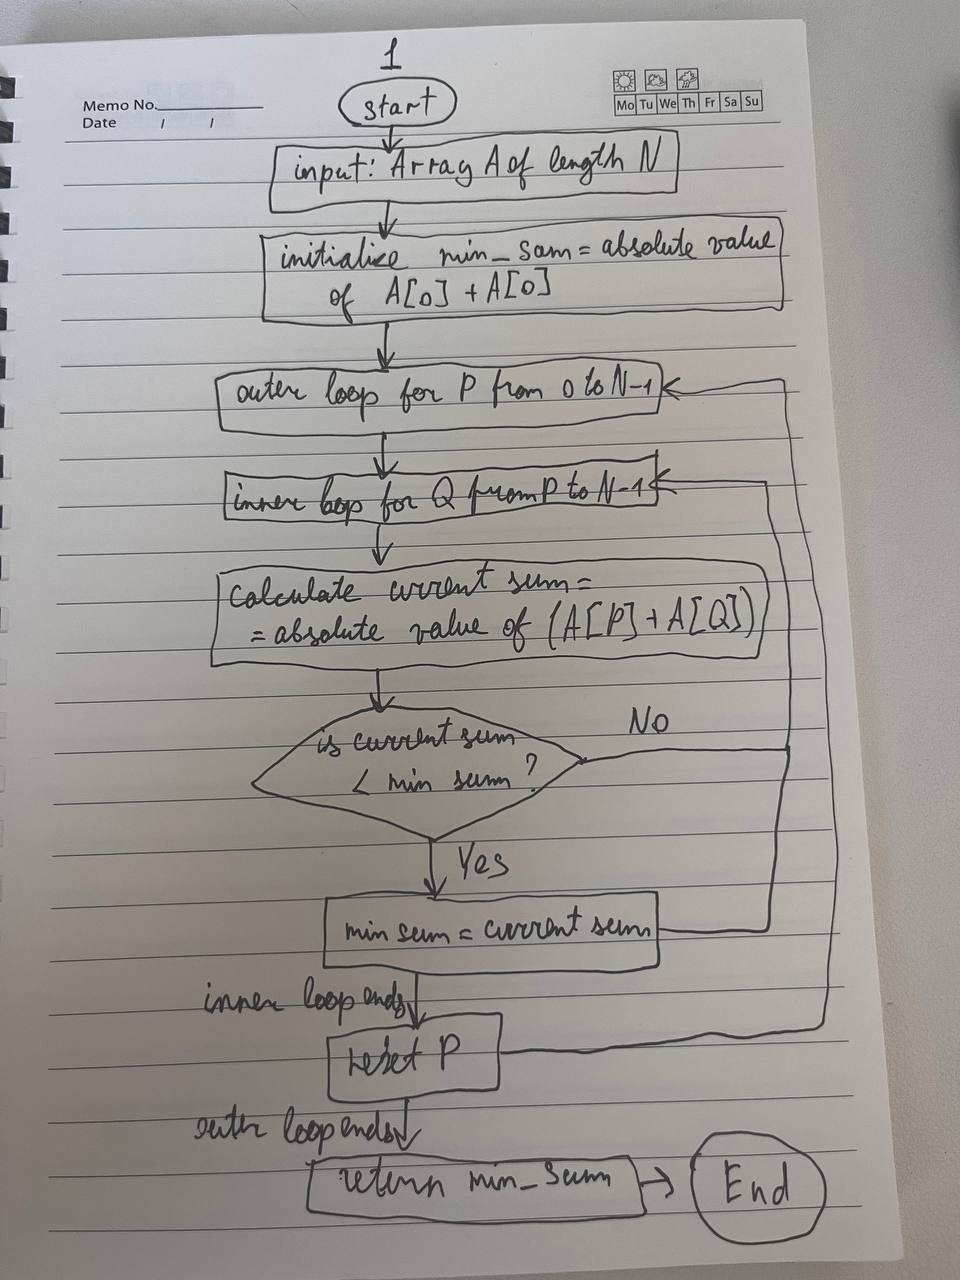 1
Memo No.
Date / /
Mo Tu We Th Fr Sa Su
start
input: Array A of length N
initialize min_sum = absolute value
of A[0] + A[0]
outer loop for P from 0 to N-1
inner loop for Q from P to N-1
calculate current sum =
= absolute value of (A[P] + A[Q])
is current sum
< min sum ?
No
Yes
min sum = current sum
inner loop ends
reset P
outer loop ends
return min_sum
End